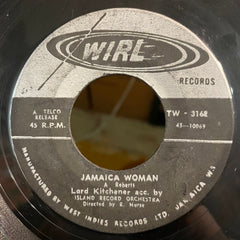 WIRL
RECORDS
A TELCO
RELEASE
45 R.P.M.
TW - 3168
45-10069
JAMAICA WOMAN
A Roberts
Lord Kitchener acc. by
ISLAND RECORD ORCHESTRA
Directed by R. Nurse
MANUFACTURED BY WEST INDIES RECORDS LTD. JAMAICA W.I.